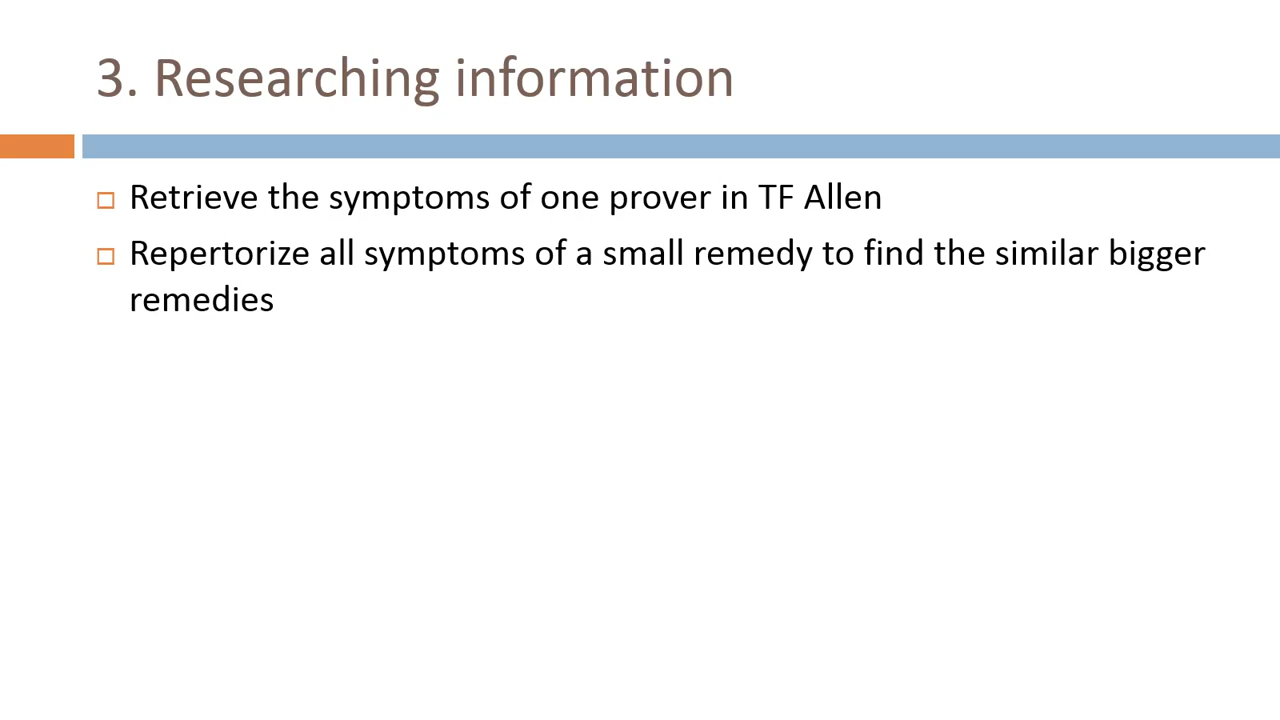 3. Researching information
Retrieve the symptoms of one prover in TF Allen
Repertorize all symptoms of a small remedy to find the similar bigger
remedies